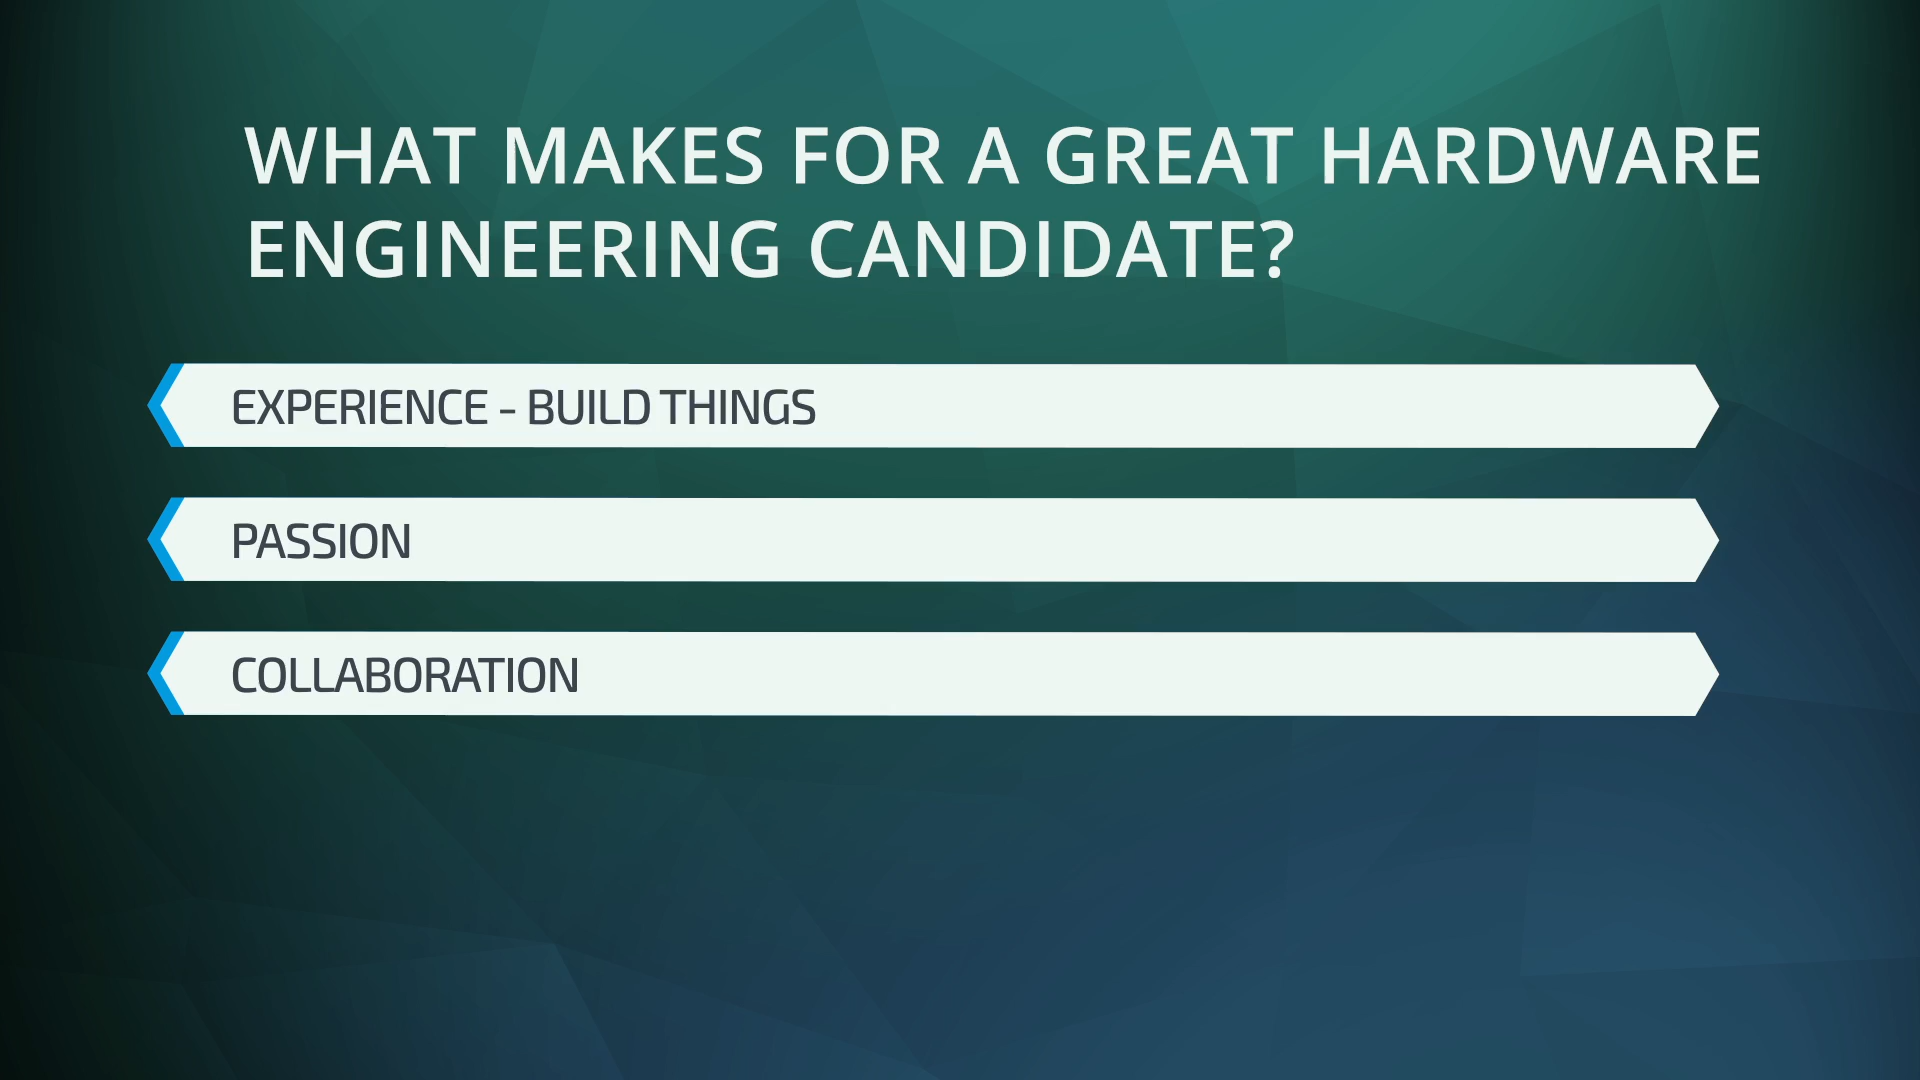 WHAT MAKES FOR A GREAT HARDWARE
ENGINEERING CANDIDATE?
EXPERIENCE - BUILD THINGS
PASSION
COLLABORATION